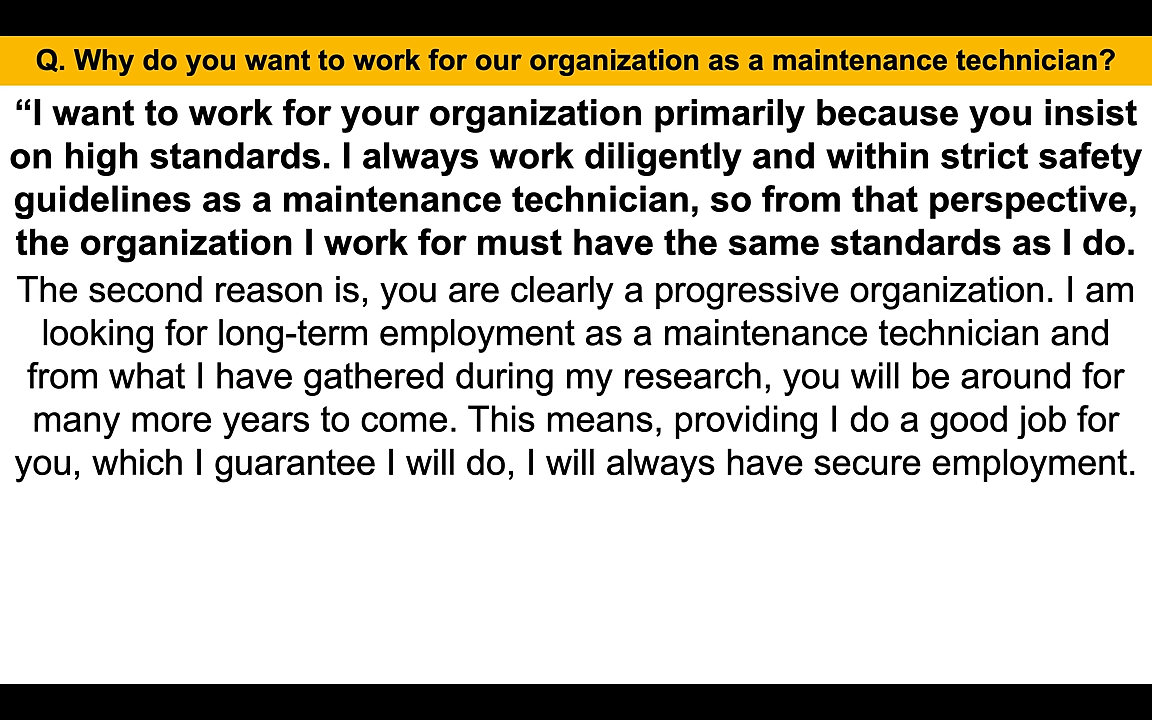 Q. Why do you want to work for our organization as a maintenance technician?
“I want to work for your organization primarily because you insist
on high standards. I always work diligently and within strict safety
guidelines as a maintenance technician, so from that perspective,
the organization I work for must have the same standards as I do.
The second reason is, you are clearly a progressive organization. I am
looking for long-term employment as a maintenance technician and
from what I have gathered during my research, you will be around for
many more years to come. This means, providing I do a good job for
you, which I guarantee I will do, I will always have secure employment.